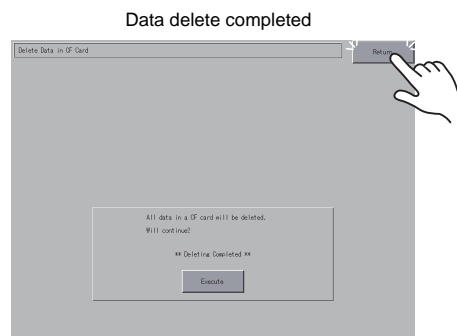 Data delete completed
Delete Data in CF Card
Return
All data in a CF card will be deleted.
Will continue?
** Deleting Completed **
Execute